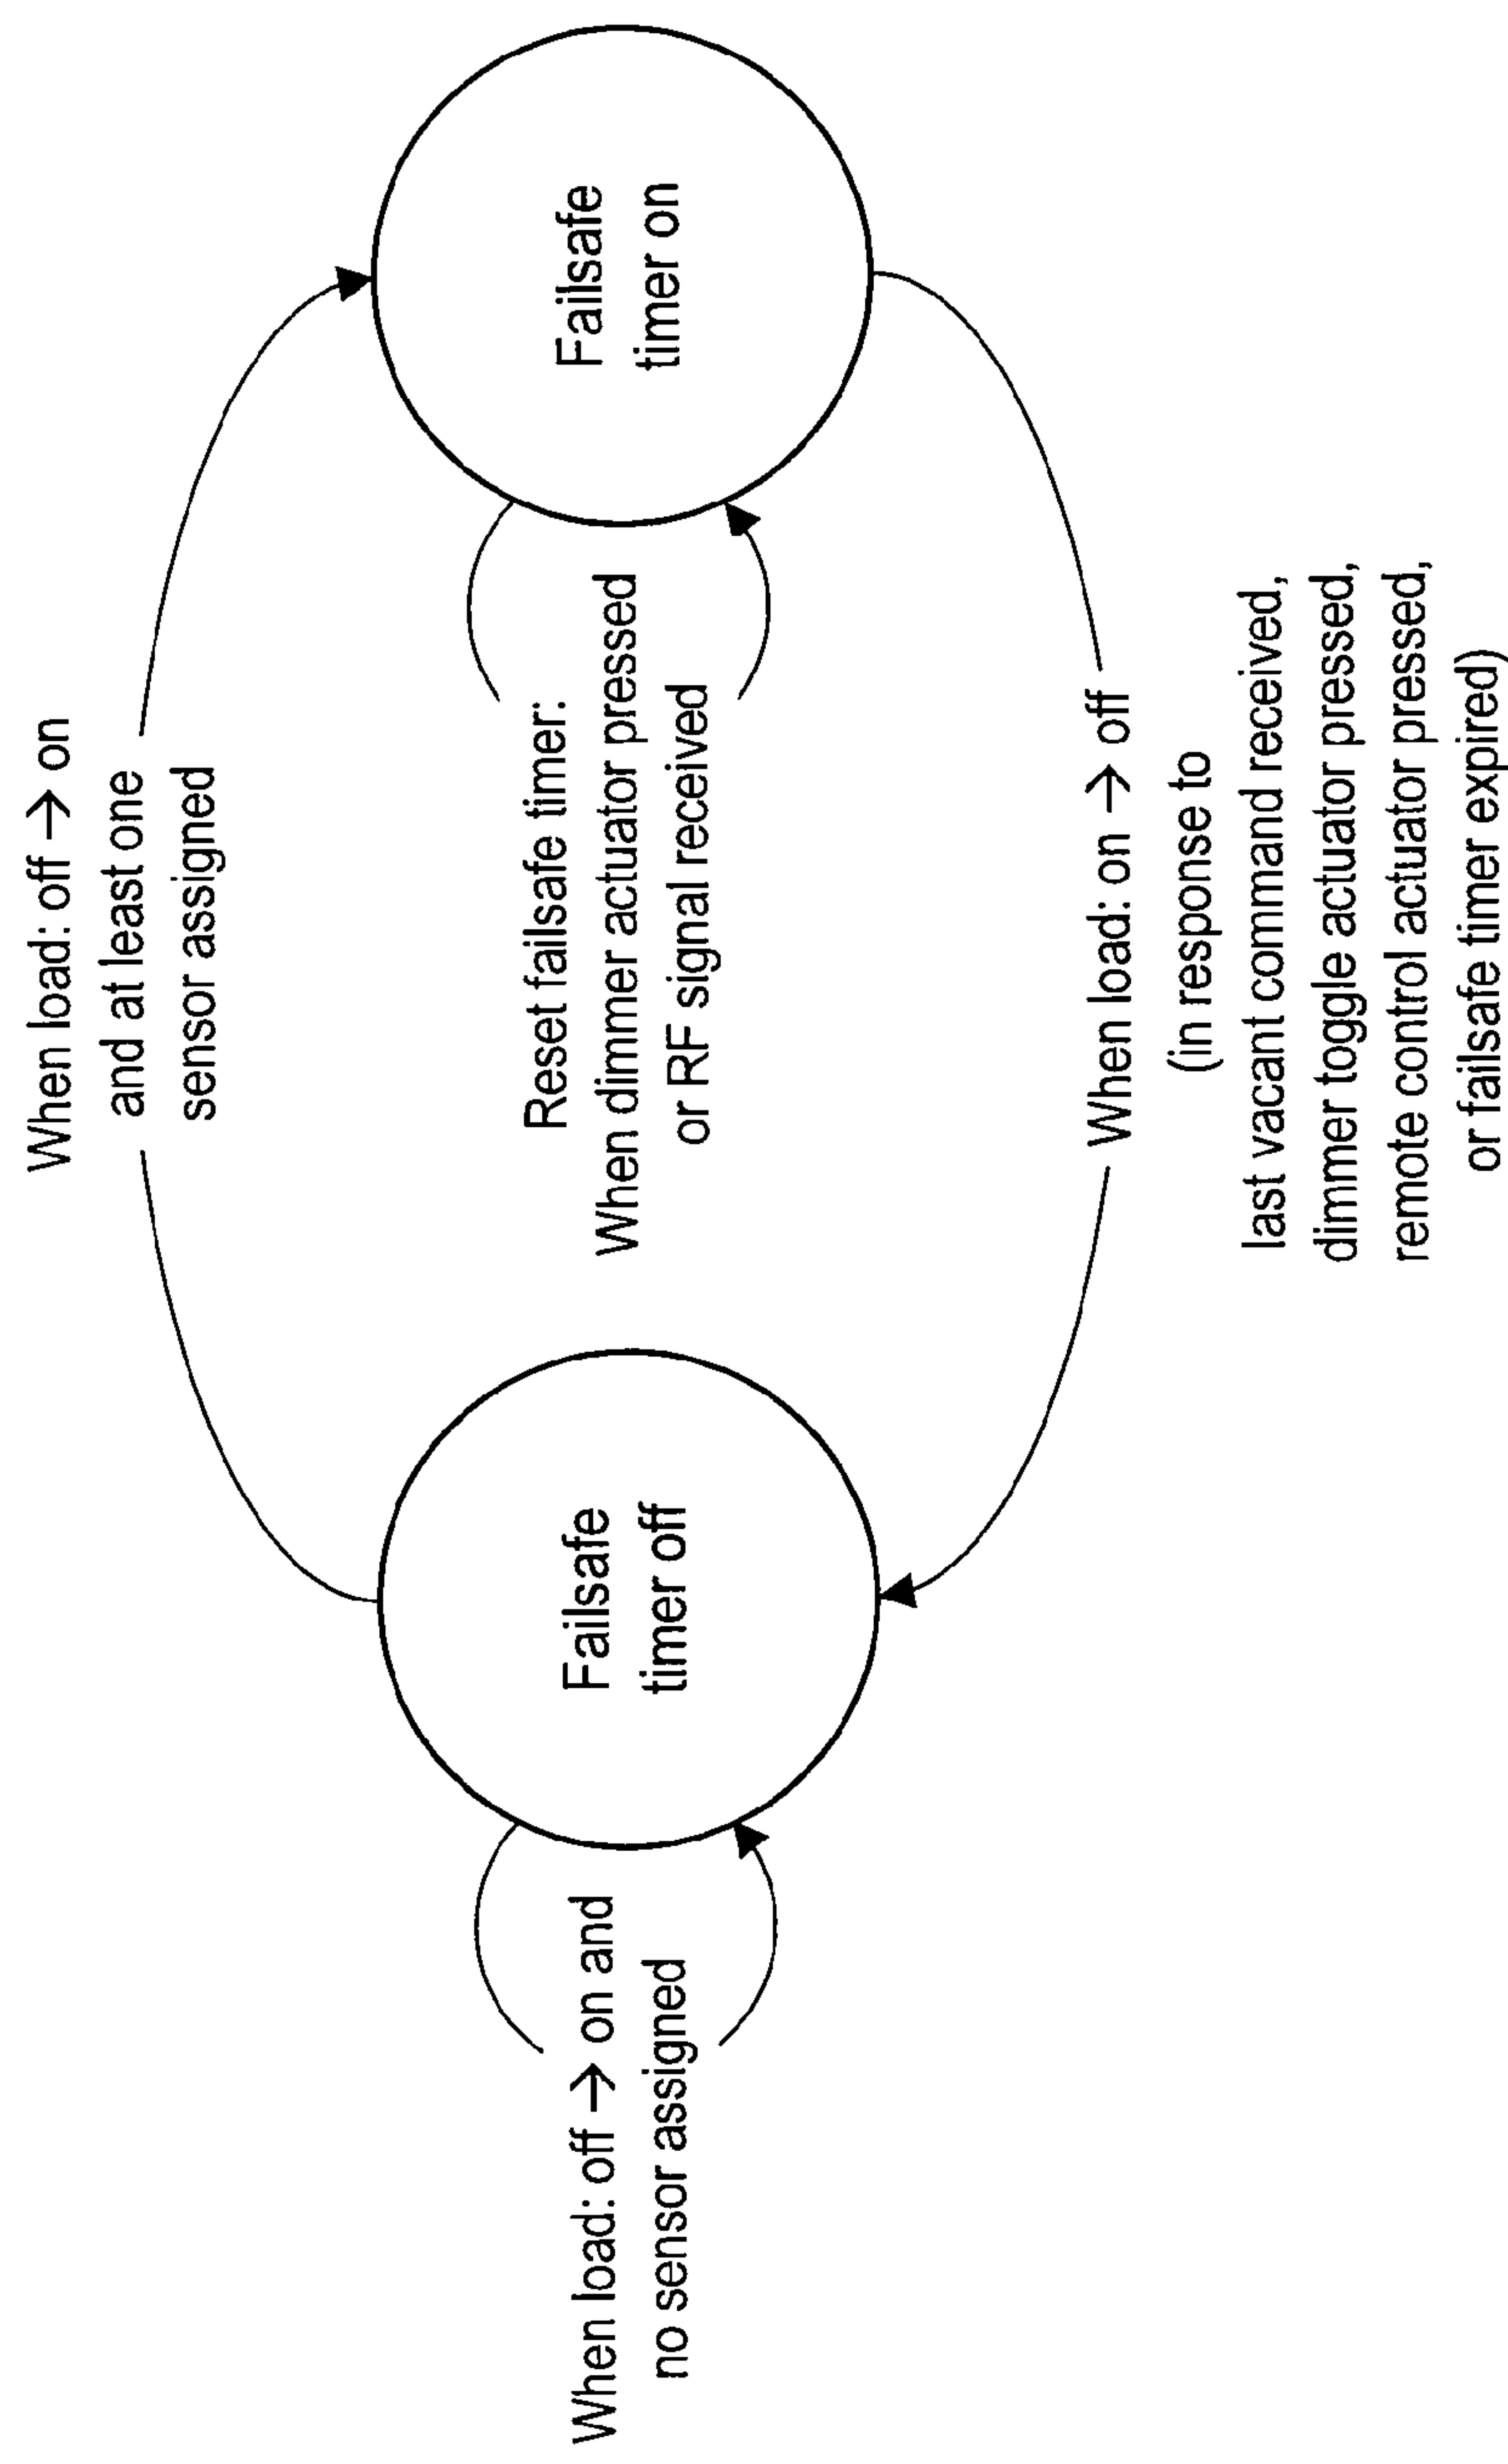 When load: off → on
and at least one
sensor assigned
When load: off → on and
no sensor assigned
Failsafe
timer off
Reset failsafe timer:
When dimmer actuator pressed
or RF signal received
Failsafe
timer on
When load: on → off
(in response to
last vacant command received,
dimmer toggle actuator pressed,
remote control actuator pressed,
or failsafe timer expired)